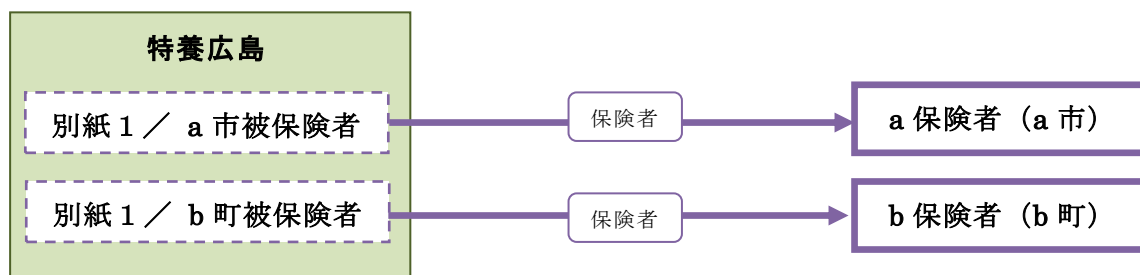 特養広島
別紙１／ a 市被保険者
保険者
a 保険者（a 市）
別紙１／ b 町被保険者
保険者
b 保険者（b 町）